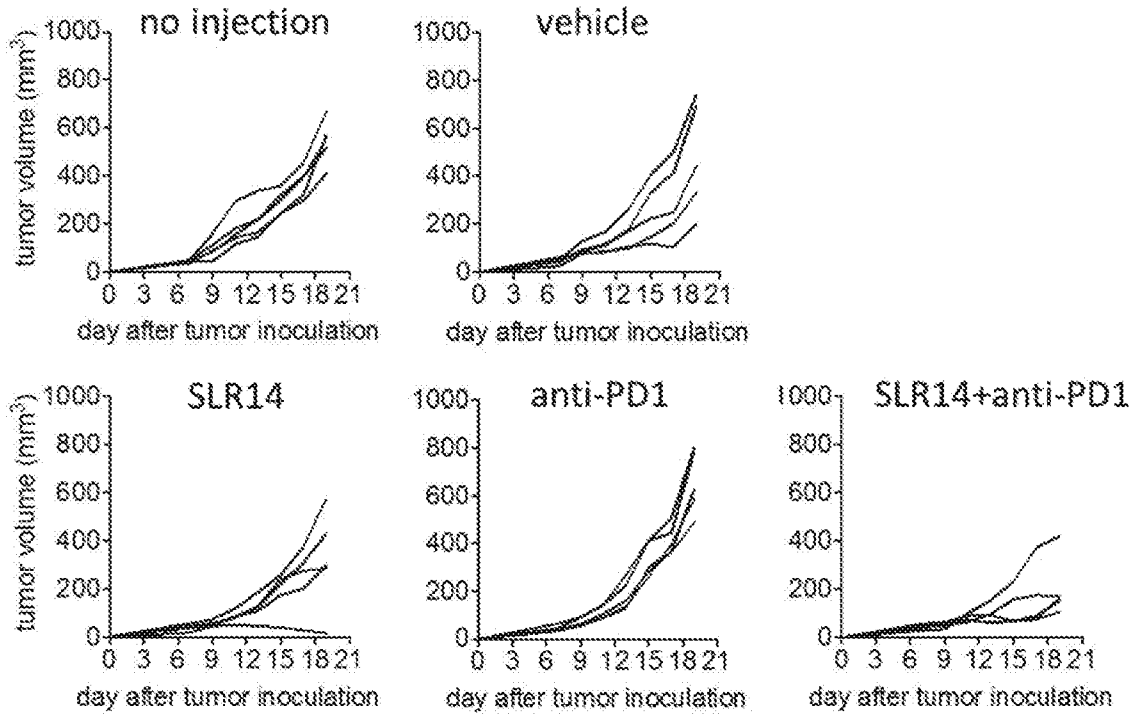 no injection
vehicle
1000
800
600
400
200
0
tumor volume (mm³)
0 3 6 9 12 15 18 21
day after tumor inoculation
1000
800
600
400
200
0
0 3 6 9 12 15 18 21
day after tumor inoculation
SLR14
anti-PD1
SLR14+anti-PD1
1000
800
600
400
200
0
tumor volume (mm³)
0 3 6 9 12 15 18 21
day after tumor inoculation
1000
800
600
400
200
0
0 3 6 9 12 15 18 21
day after tumor inoculation
1000
800
600
400
200
0
0 3 6 9 12 15 18 21
day after tumor inoculation